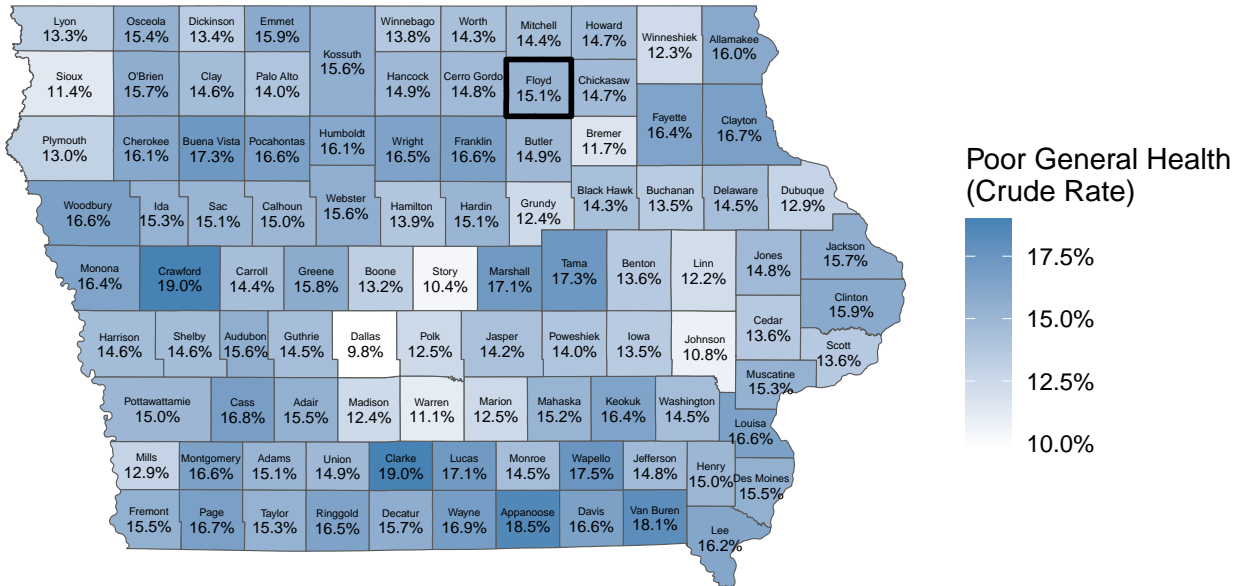 Lyon
13.3%
Osceola
15.4%
Dickinson
13.4%
Emmet
15.9%
Winnebago
13.8%
Worth
14.3%
Mitchell
14.4%
Howard
14.7%
Winneshiek
12.3%
Allamakee
16.0%
Kossuth
15.6%
Sioux
11.4%
O'Brien
15.7%
Clay
14.6%
Palo Alto
14.0%
Hancock
14.9%
Cerro Gordo
14.8%
Floyd
15.1%
Chickasaw
14.7%
Fayette
16.4%
Clayton
16.7%
Plymouth
13.0%
Cherokee
16.1%
Buena Vista
17.3%
Pocahontas
16.6%
Humboldt
16.1%
Wright
16.5%
Franklin
16.6%
Butler
14.9%
Bremer
11.7%
Woodbury
16.6%
Ida
15.3%
Sac
15.1%
Calhoun
15.0%
Webster
15.6%
Hamilton
13.9%
Hardin
15.1%
Grundy
12.4%
Black Hawk
14.3%
Buchanan
13.5%
Delaware
14.5%
Dubuque
12.9%
Monona
16.4%
Crawford
19.0%
Carroll
14.4%
Greene
15.8%
Boone
13.2%
Story
10.4%
Marshall
17.1%
Tama
17.3%
Benton
13.6%
Linn
12.2%
Jones
14.8%
Jackson
15.7%
Clinton
15.9%
Harrison
14.6%
Shelby
14.6%
Audubon
15.6%
Guthrie
14.5%
Dallas
9.8%
Polk
12.5%
Jasper
14.2%
Poweshiek
14.0%
Iowa
13.5%
Johnson
10.8%
Cedar
13.6%
Scott
13.6%
Muscatine
15.3%
Pottawattamie
15.0%
Cass
16.8%
Adair
15.5%
Madison
12.4%
Warren
11.1%
Marion
12.5%
Mahaska
15.2%
Keokuk
16.4%
Washington
14.5%
Louisa
16.6%
Mills
12.9%
Montgomery
16.6%
Adams
15.1%
Union
14.9%
Clarke
19.0%
Lucas
17.1%
Monroe
14.5%
Wapello
17.5%
Jefferson
14.8%
Henry
15.0%
Des Moines
15.5%
Fremont
15.5%
Page
16.7%
Taylor
15.3%
Ringgold
16.5%
Decatur
15.7%
Wayne
16.9%
Appanoose
18.5%
Davis
16.6%
Van Buren
18.1%
Lee
16.2%
Poor General Health
(Crude Rate)
17.5%
15.0%
12.5%
10.0%